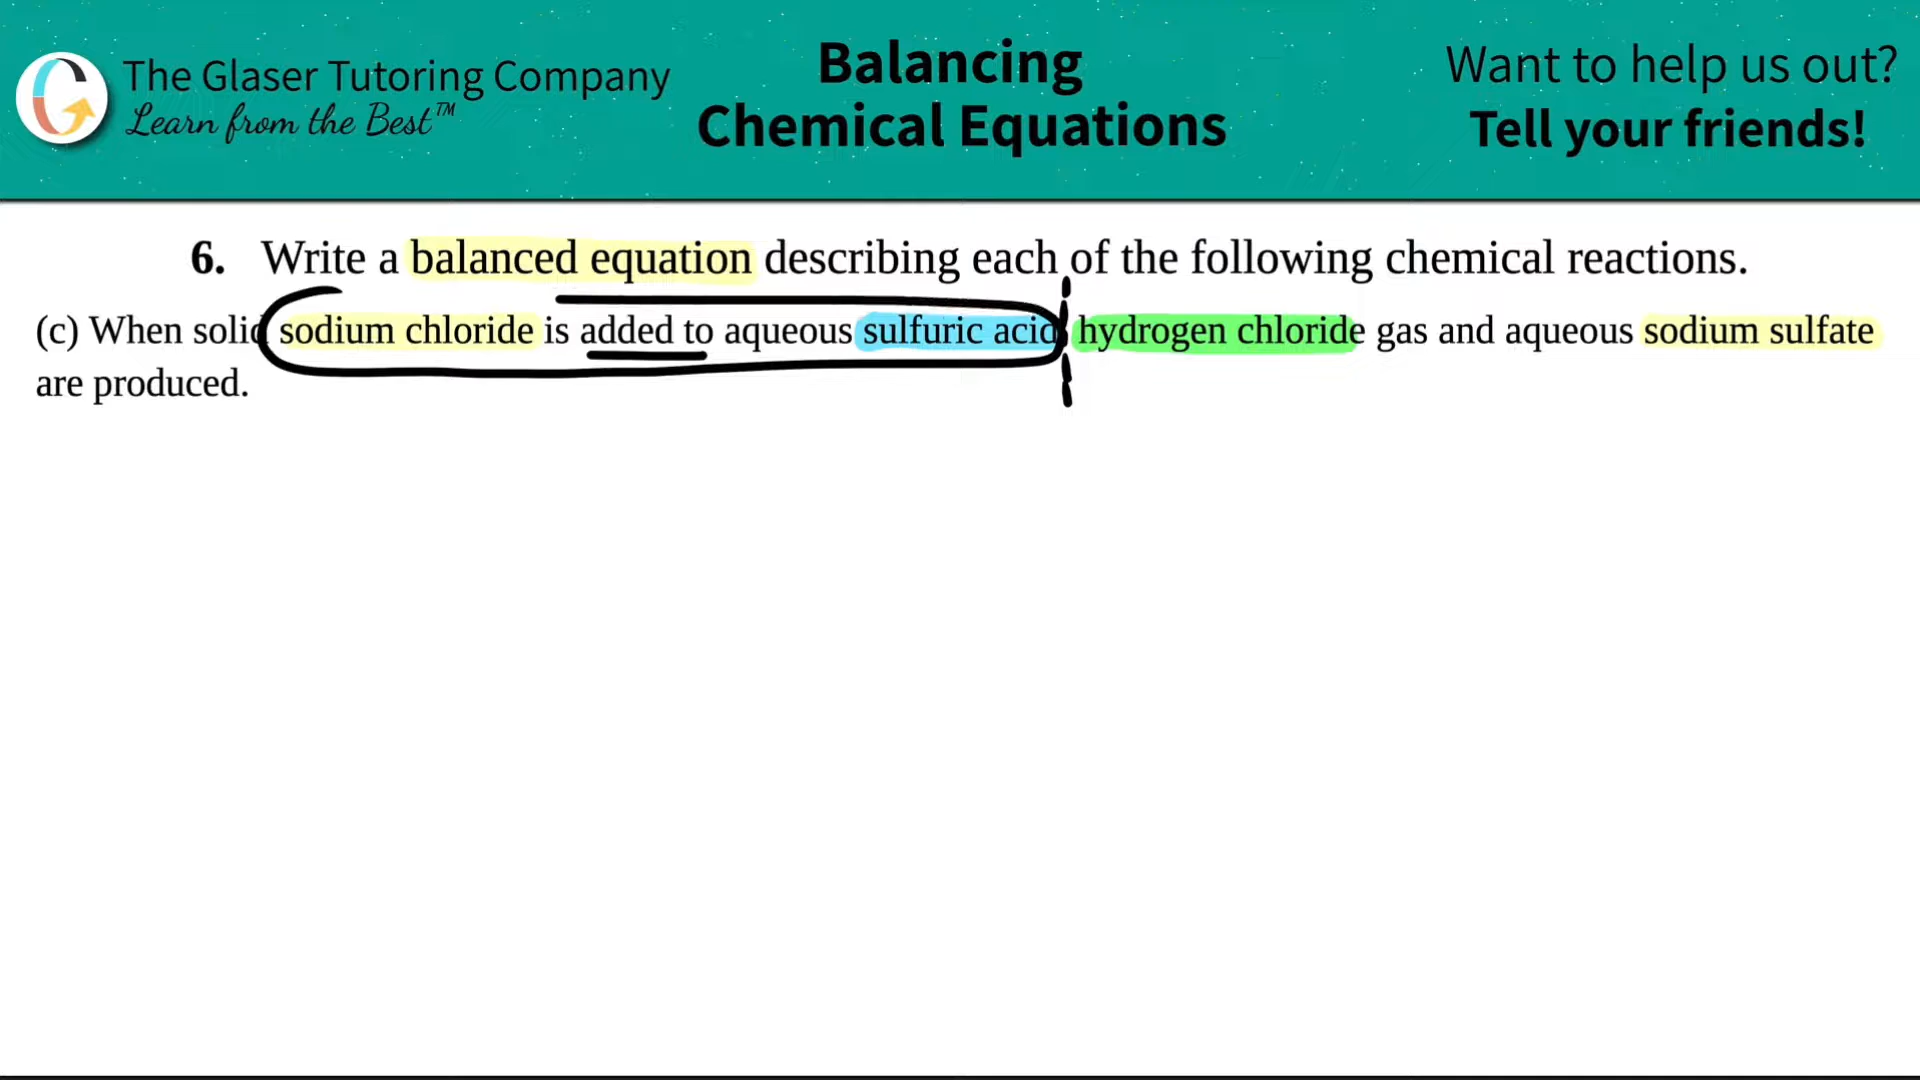 The Glaser Tutoring Company
Learn from the Best™
Balancing
Chemical Equations
Want to help us out?
Tell your friends!
6. Write a balanced equation describing each of the following chemical reactions.
(c) When solid sodium chloride is added to aqueous sulfuric acid hydrogen chloride gas and aqueous sodium sulfate
are produced.